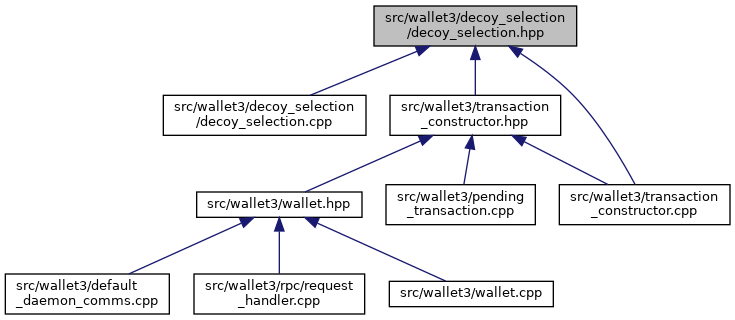 src/wallet3/decoy_selection
/decoy_selection.hpp
src/wallet3/decoy_selection
/decoy_selection.cpp
src/wallet3/transaction
_constructor.hpp
src/wallet3/wallet.hpp
src/wallet3/pending
_transaction.cpp
src/wallet3/transaction
_constructor.cpp
src/wallet3/default
_daemon_comms.cpp
src/wallet3/rpc/request
_handler.cpp
src/wallet3/wallet.cpp